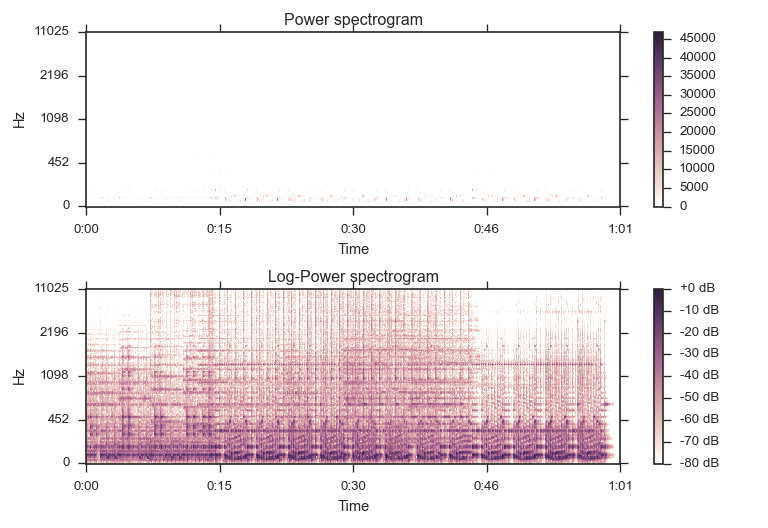 Power spectrogram
11025
2196
1098
452
0
Hz
0:00
0:15
0:30
0:46
1:01
Time
45000
40000
35000
30000
25000
20000
15000
10000
5000
0
Log-Power spectrogram
11025
2196
1098
452
0
Hz
0:00
0:15
0:30
0:46
1:01
Time
+0 dB
-10 dB
-20 dB
-30 dB
-40 dB
-50 dB
-60 dB
-70 dB
-80 dB